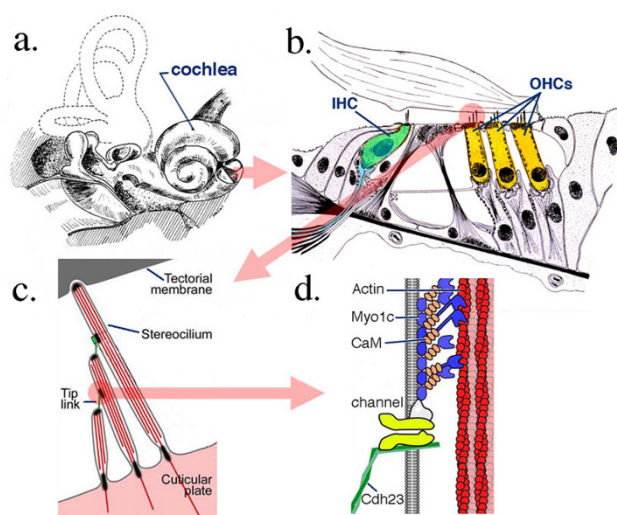 a.
cochlea
b.
IHC
OHCs
c.
Tectorial
membrane
Stereocilium
Tip
link
Cuticular
plate
d.
Actin
Myo1c
CaM
channel
Cdh23